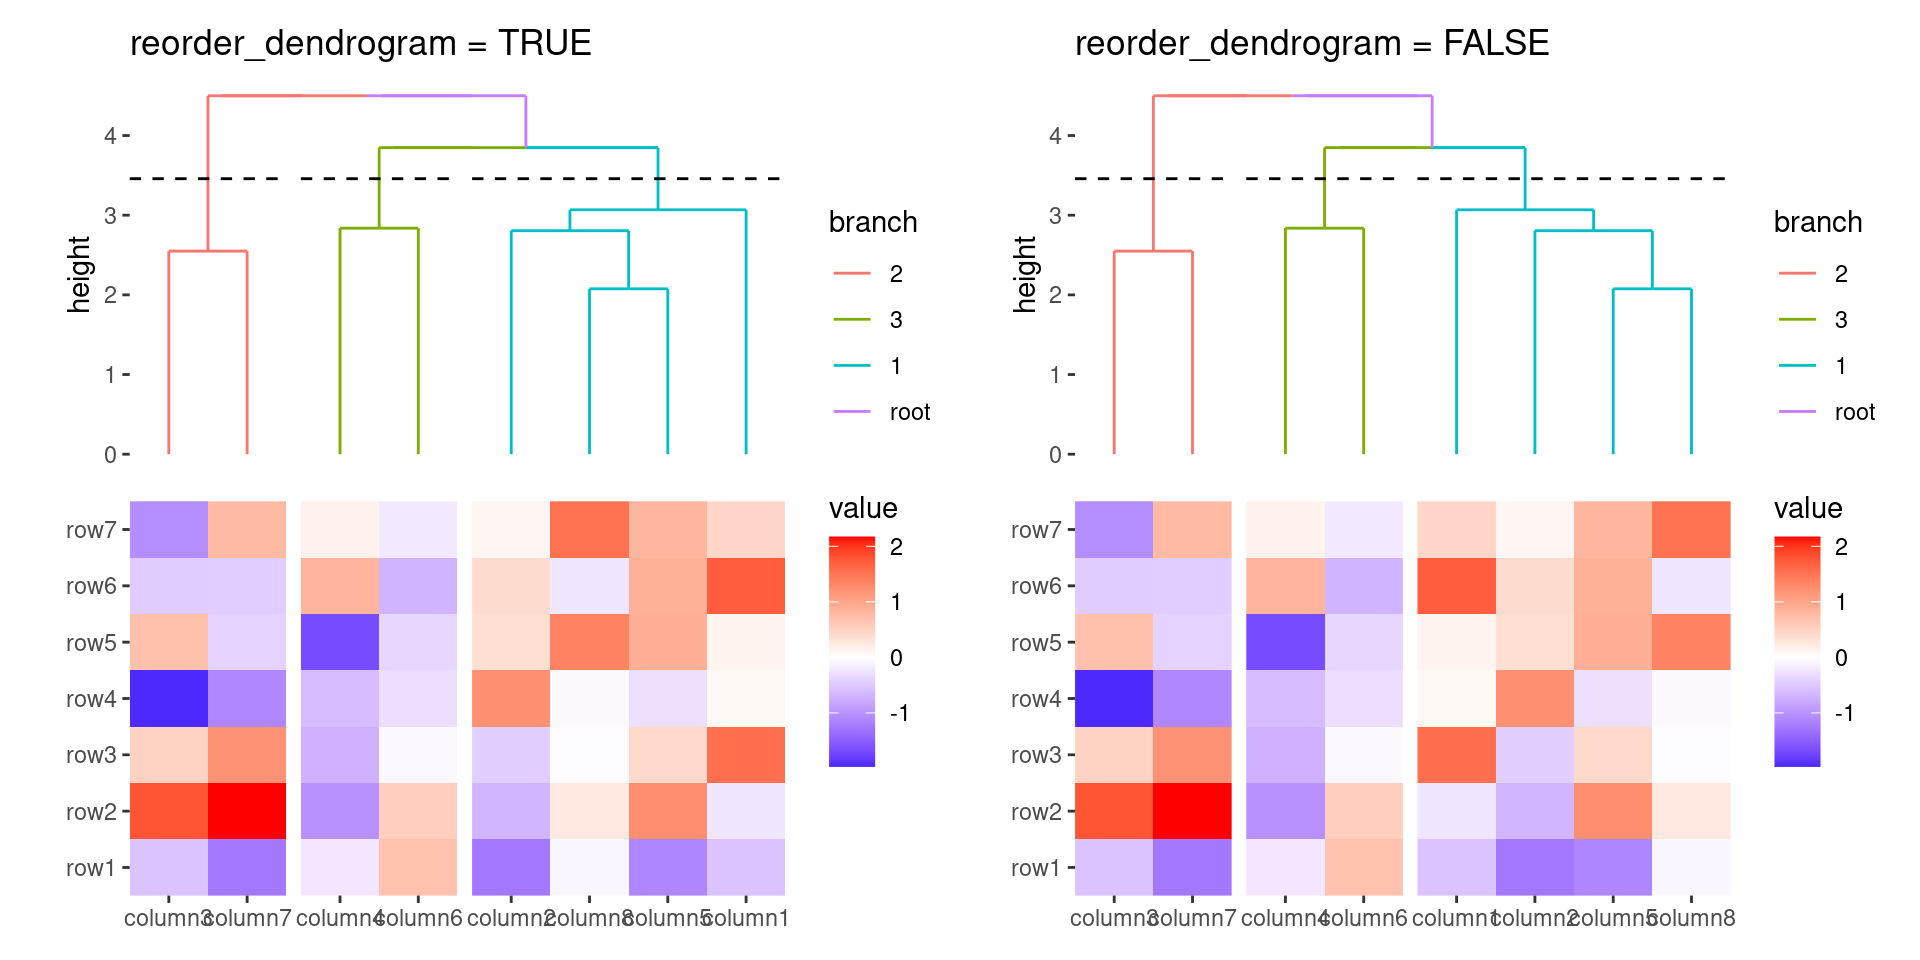 reorder_dendrogram = TRUE
4
3
2
1
0
height
branch
2
3
1
root
row7
row6
row5
row4
row3
row2
row1
column3 column7 column4 column6 column2 column8 column5 column1
value
2
1
0
-1
reorder_dendrogram = FALSE
4
3
2
1
0
height
branch
2
3
1
root
row7
row6
row5
row4
row3
row2
row1
column3 column7 column4 column6 column1 column2 column5 column8
value
2
1
0
-1